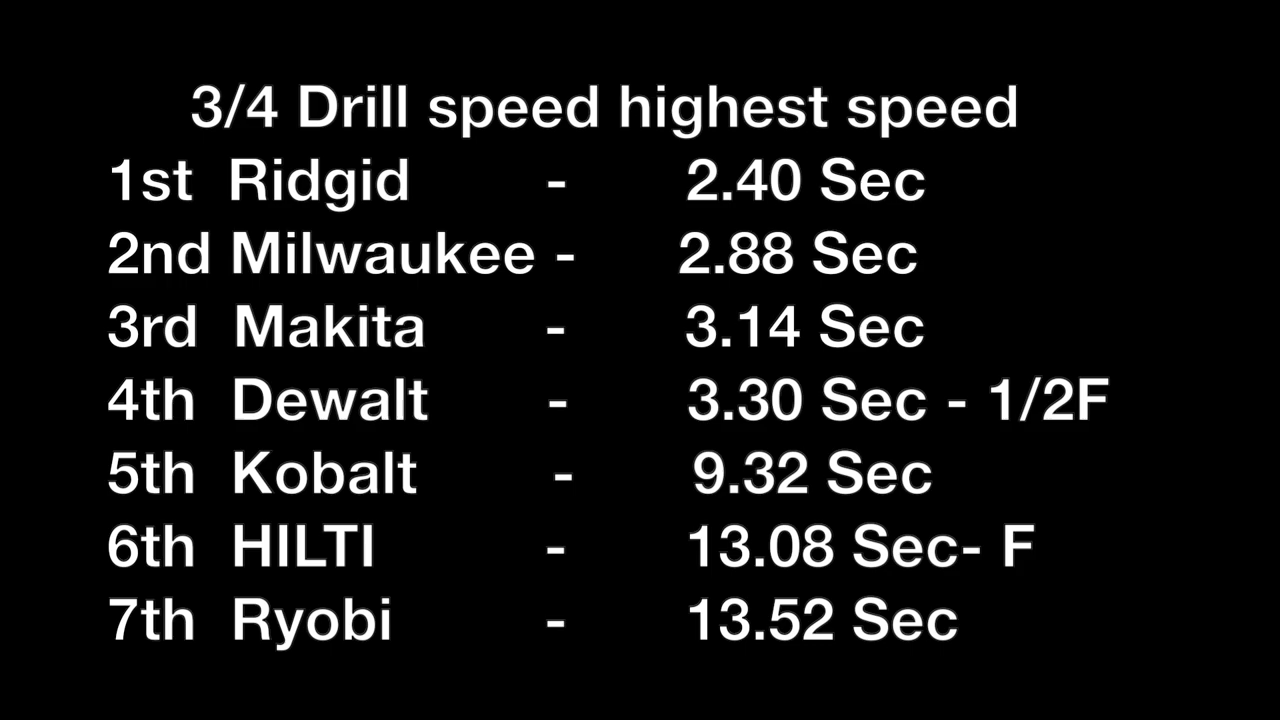 3/4 Drill speed highest speed
1st Ridgid - 2.40 Sec
2nd Milwaukee - 2.88 Sec
3rd Makita - 3.14 Sec
4th Dewalt - 3.30 Sec - 1/2F
5th Kobalt - 9.32 Sec
6th HILTI - 13.08 Sec- F
7th Ryobi - 13.52 Sec